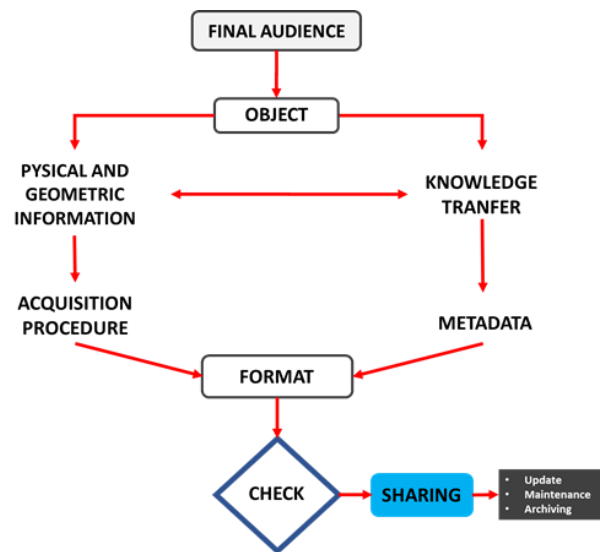 FINAL AUDIENCE
OBJECT
PYSICAL AND
GEOMETRIC
INFORMATION
KNOWLEDGE
TRANFER
ACQUISITION
PROCEDURE
METADATA
FORMAT
CHECK
SHARING
• Update
• Maintenance
• Archiving